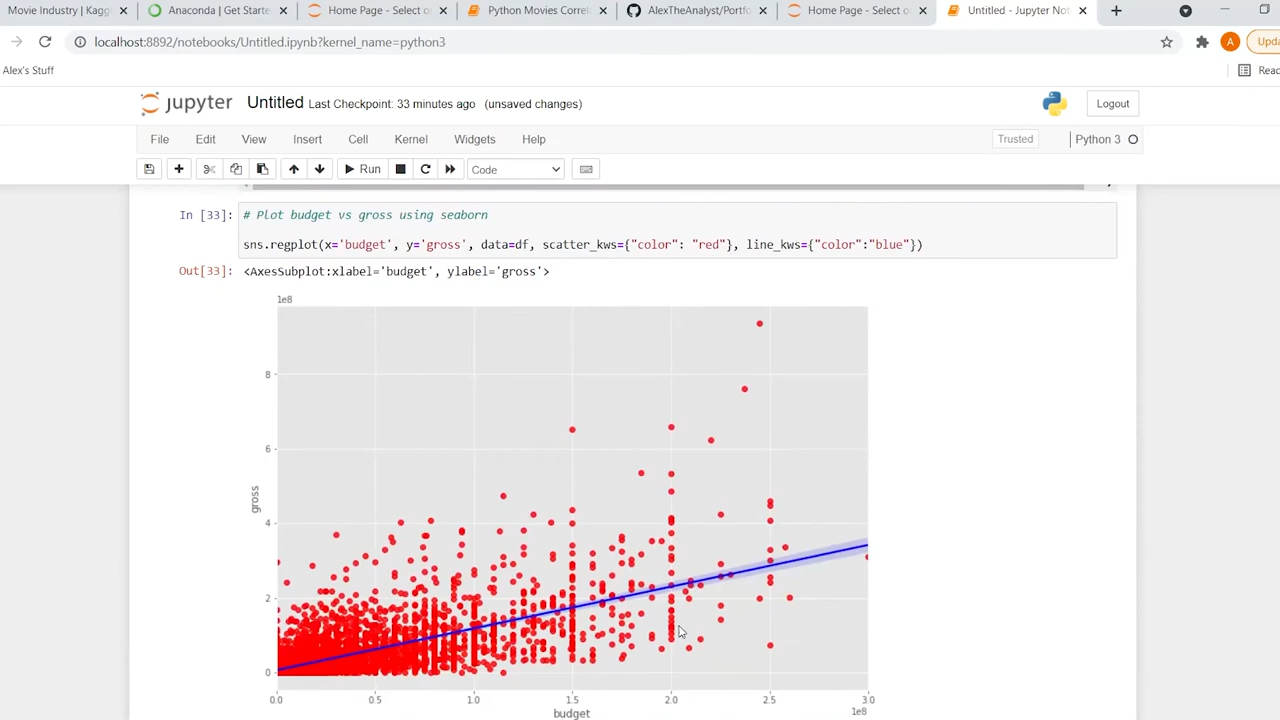 Movie Industry | Kagg
Anaconda | Get Starte
Home Page - Select o
Python Movies Correla
AlexTheAnalyst/Portfo
Home Page - Select o
Untitled - Jupyter Not
localhost:8892/notebooks/Untitled.ipynb?kernel_name=python3
A
Upda
Alex's Stuff
Reac
jupyter Untitled Last Checkpoint: 33 minutes ago (unsaved changes)
Logout
File Edit View Insert Cell Kernel Widgets Help
Trusted
Python 3
Run
Code
In [33]: # Plot budget vs gross using seaborn
sns.regplot(x='budget', y='gross', data=df, scatter_kws={"color": "red"}, line_kws={"color":"blue"})
Out[33]: <AxesSubplot:xlabel='budget', ylabel='gross'>
1e8
8
6
gross
4
2
0
0.0 0.5 1.0 1.5 2.0 2.5 3.0
budget
1e8